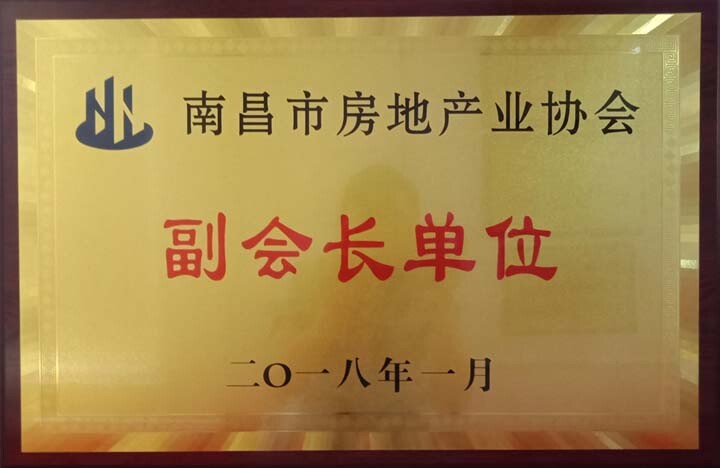 南昌市房地产业协会
副会长单位
二〇一八年一月